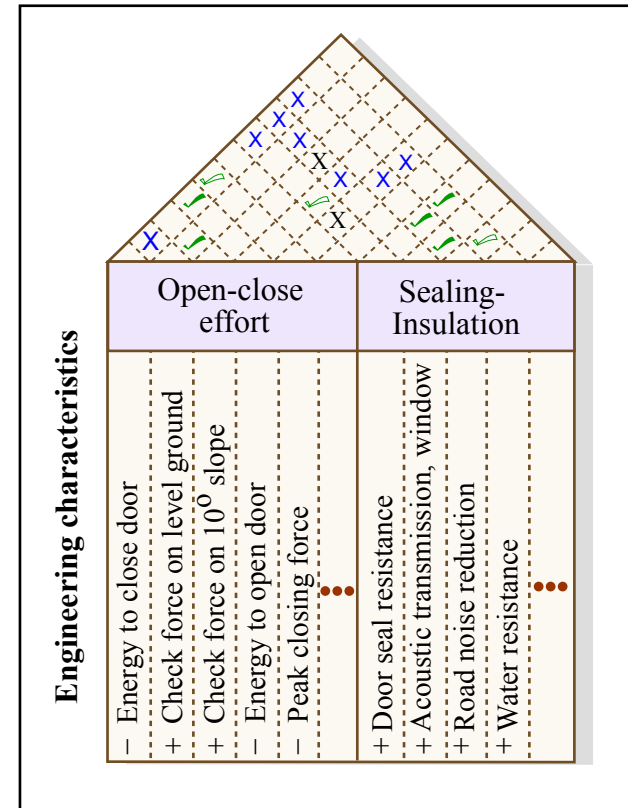 Open-close
effort
Sealing-
Insulation
Engineering characteristics
– Energy to close door
+ Check force on level ground
+ Check force on 10⁰ slope
– Energy to open door
– Peak closing force
•••
+ Door seal resistance
+ Acoustic transmission, window
+ Road noise reduction
+ Water resistance
•••